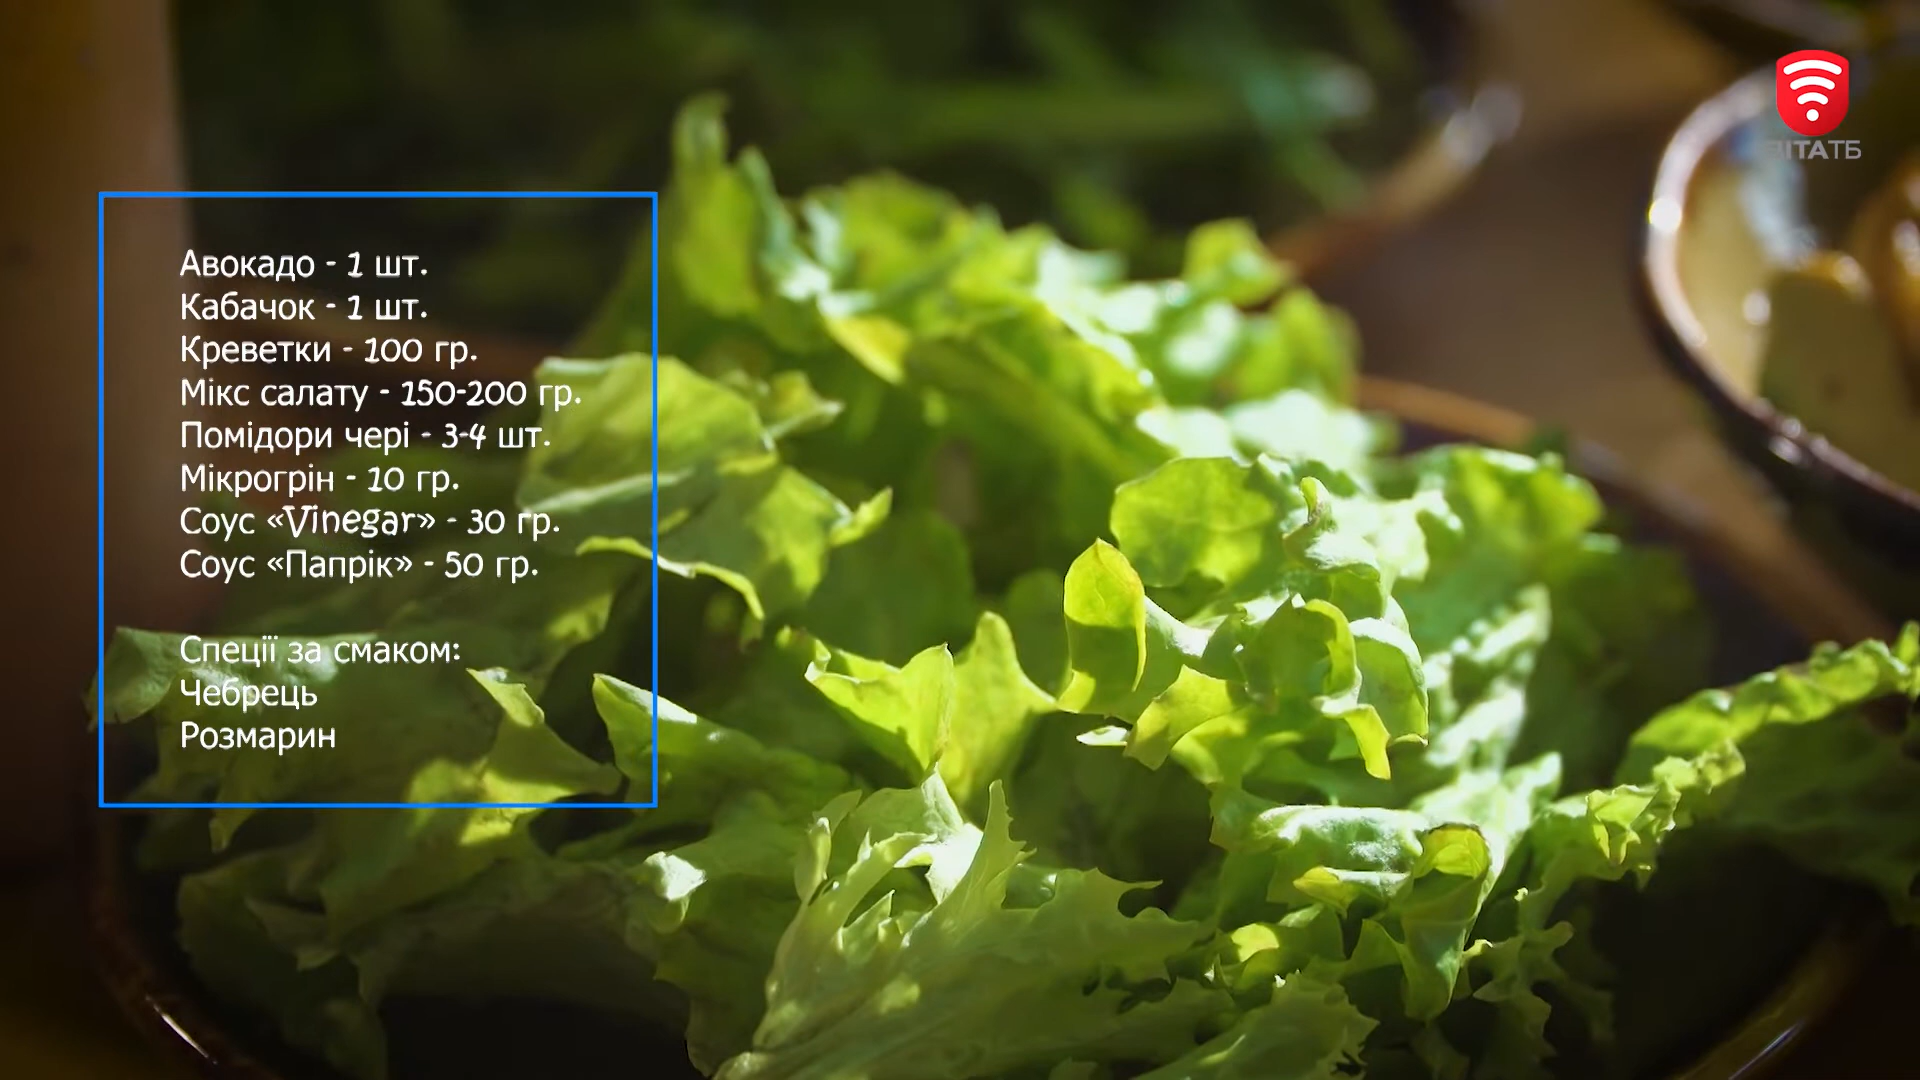 ВІТАТБ
Авокадо - 1 шт.
Кабачок - 1 шт.
Креветки - 100 гр.
Мікс салату - 150-200 гр.
Помідори чері - 3-4 шт.
Мікрогрін - 10 гр.
Соус «Vinegar» - 30 гр.
Соус «Папрік» - 50 гр.
Спеції за смаком:
Чебрець
Розмарин